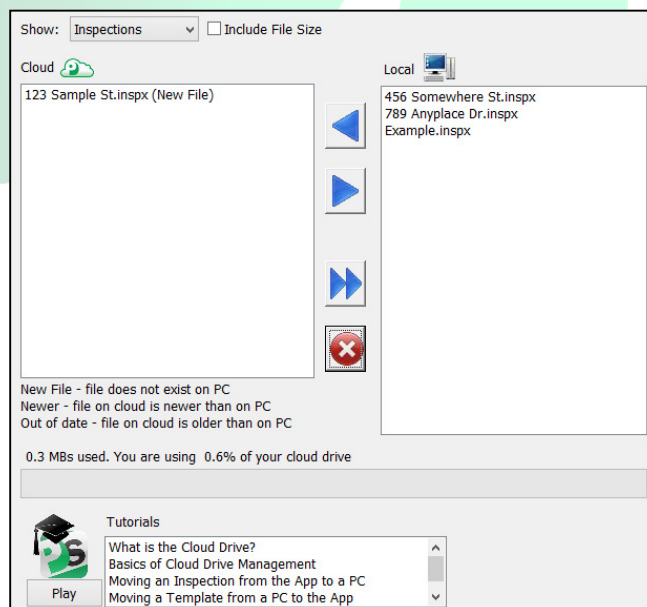 Show: Inspections Include File Size
Cloud
Local
123 Sample St.inspx (New File)
456 Somewhere St.inspx
789 Anyplace Dr.inspx
Example.inspx
New File - file does not exist on PC
Newer - file on cloud is newer than on PC
Out of date - file on cloud is older than on PC
0.3 MBs used. You are using 0.6% of your cloud drive
PS
Tutorials
What is the Cloud Drive?
Basics of Cloud Drive Management
Moving an Inspection from the App to a PC
Moving a Template from a PC to the App
Play